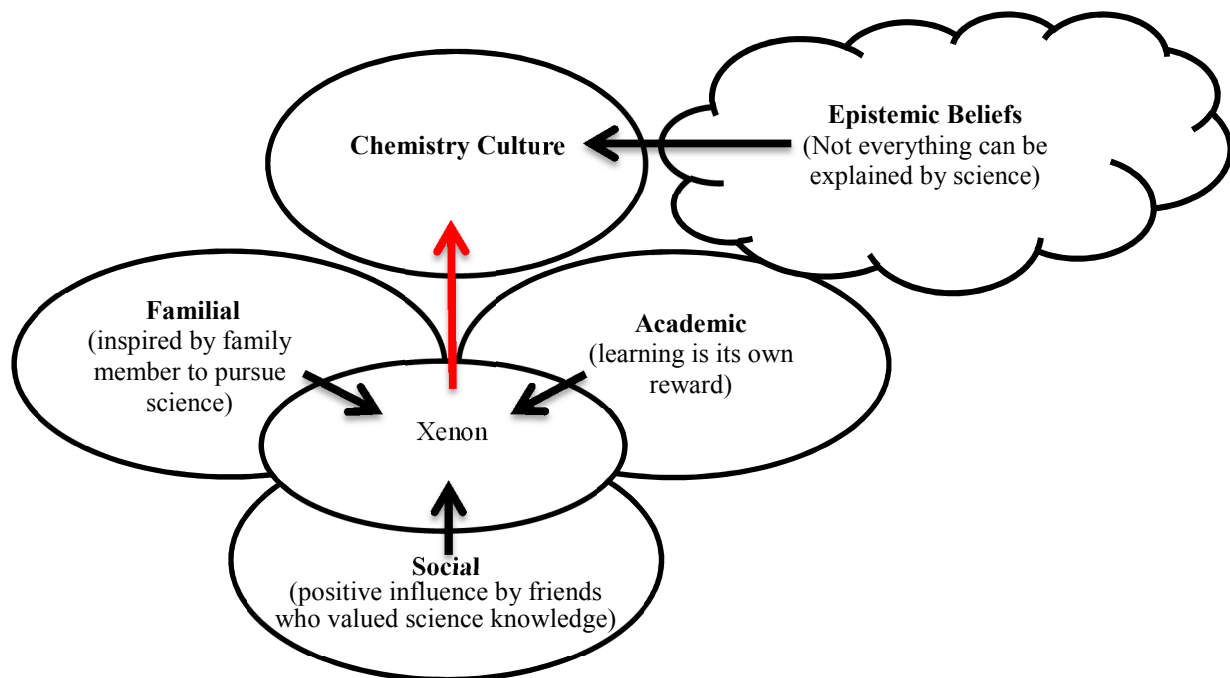 Chemistry Culture
Epistemic Beliefs
(Not everything can be
explained by science)
Familial
(inspired by family
member to pursue
science)
Academic
(learning is its own
reward)
Xenon
Social
(positive influence by friends
who valued science knowledge)